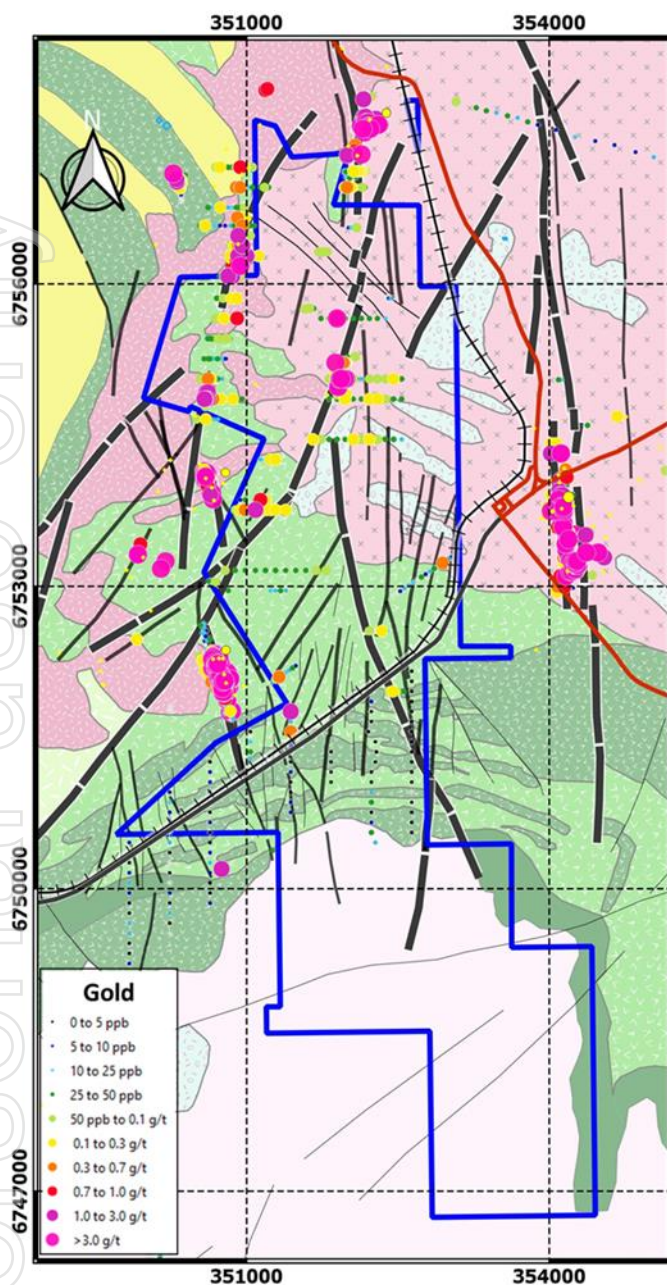 351000 354000
N
6756000
6753000
6750000
6747000
Gold
0 to 5 ppb
5 to 10 ppb
10 to 25 ppb
25 to 50 ppb
50 ppb to 0.1 g/t
0.1 to 0.3 g/t
0.3 to 0.7 g/t
0.7 to 1.0 g/t
1.0 to 3.0 g/t
>3.0 g/t
351000 354000